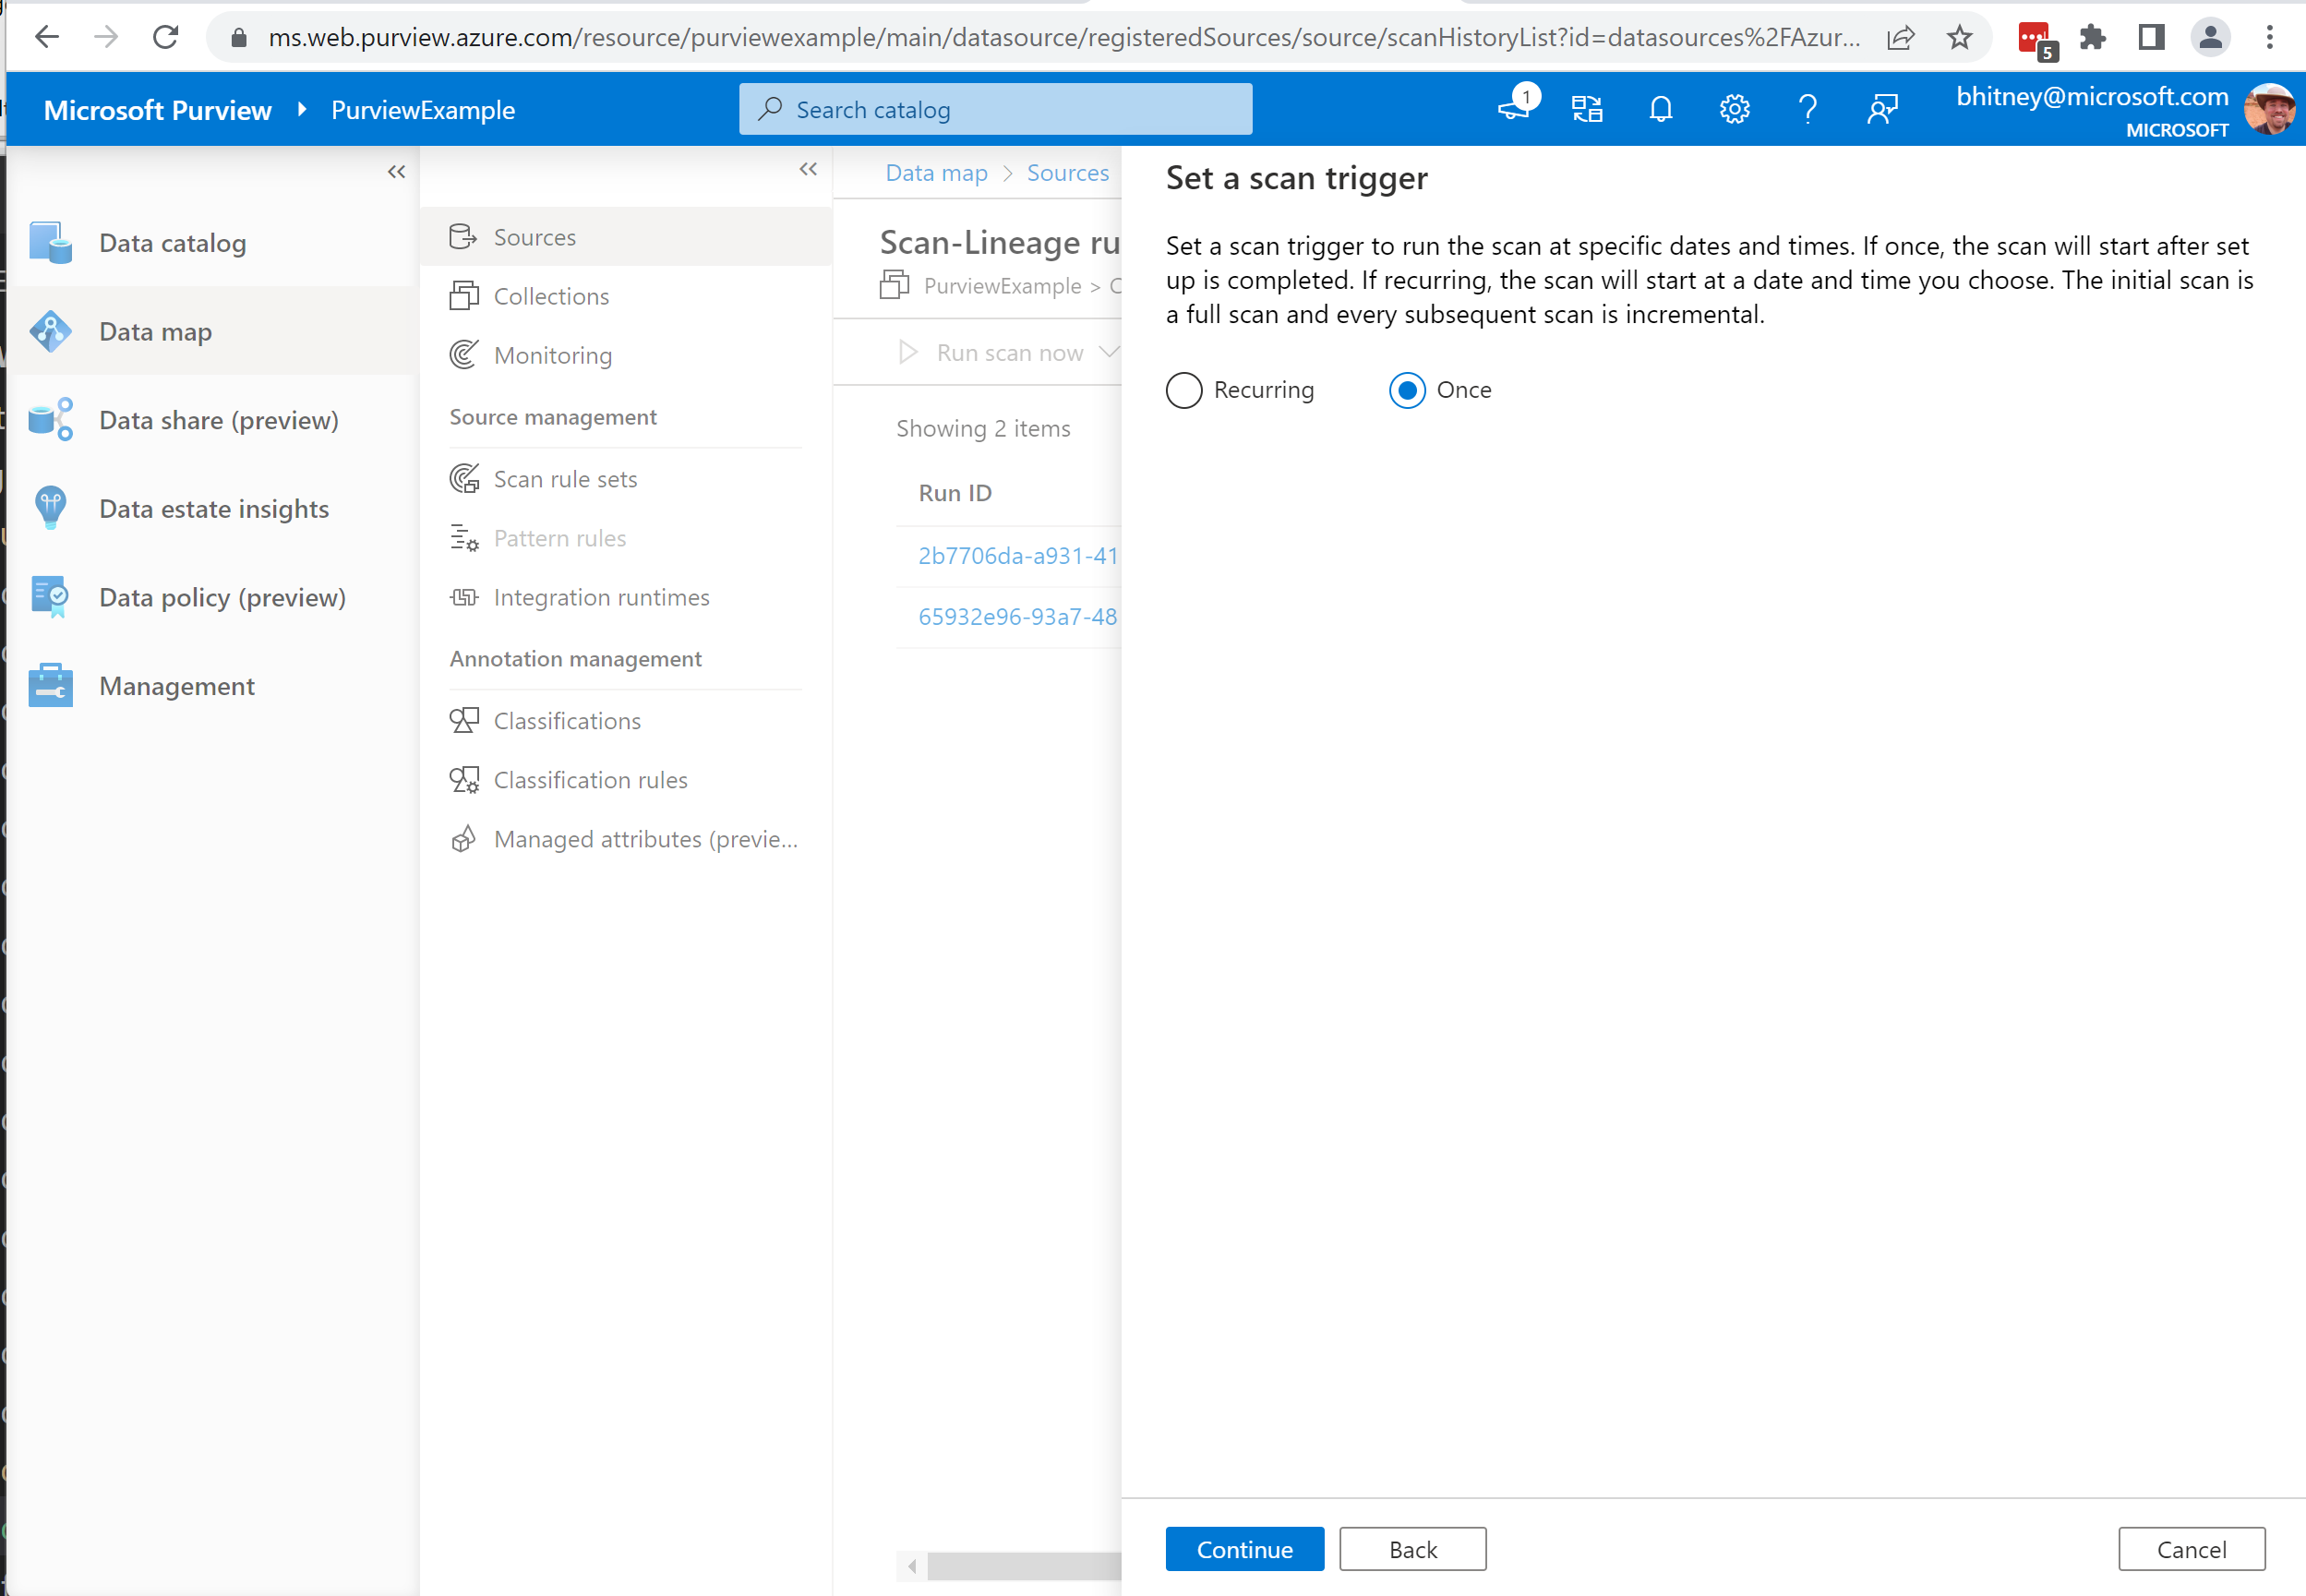 ms.web.purview.azure.com/resource/purviewexample/main/datasource/registeredSources/source/scanHistoryList?id=datasources%2FAzur...
5
Microsoft Purview
PurviewExample
Search catalog
1
bhitney@microsoft.com
MICROSOFT
Data catalog
Data map
Data share (preview)
Data estate insights
Data policy (preview)
Management
Sources
Collections
Monitoring
Source management
Scan rule sets
Pattern rules
Integration runtimes
Annotation management
Classifications
Classification rules
Managed attributes (previe...
Data map > Sources
Scan-Lineage ru
PurviewExample >
Run scan now
Showing 2 items
Run ID
2b7706da-a931-41
65932e96-93a7-48
Set a scan trigger
Set a scan trigger to run the scan at specific dates and times. If once, the scan will start after set
up is completed. If recurring, the scan will start at a date and time you choose. The initial scan is
a full scan and every subsequent scan is incremental.
Recurring
Once
Continue
Back
Cancel